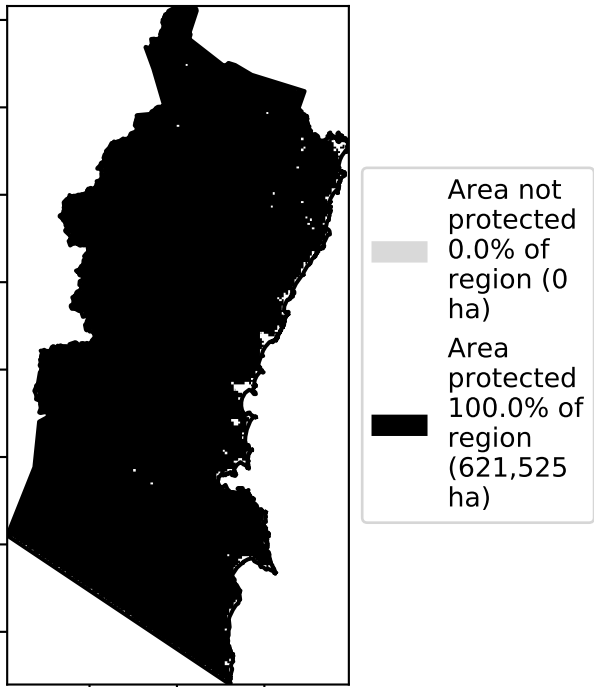 Area not
protected
0.0% of
region (0
ha)
Area
protected
100.0% of
region
(621,525
ha)